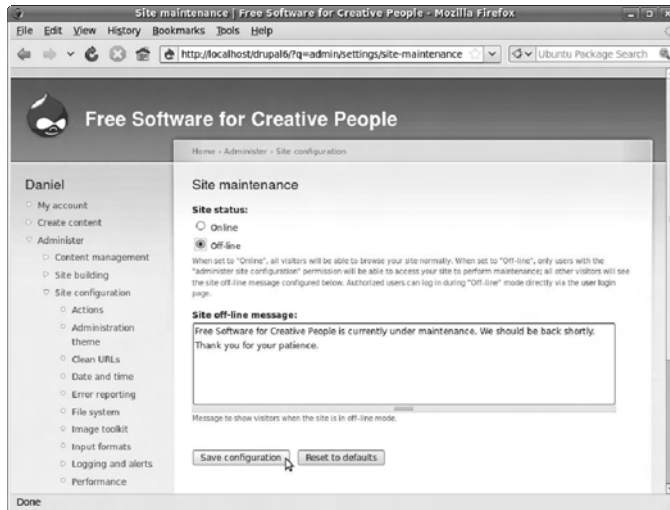 Site maintenance | Free Software for Creative People - Mozilla Firefox
File Edit View History Bookmarks Tools Help
http://localhost/drupal6/?q=admin/settings/site-maintenance
Ubuntu Package Search
Free Software for Creative People
Home › Administer › Site configuration
Daniel
My account
Create content
Administer
Content management
Site building
Site configuration
Actions
Administration
theme
Clean URLs
Date and time
Error reporting
File system
Image toolkit
Input formats
Logging and alerts
Performance
Site maintenance
Site status:
Online
Off-line
When set to "Online", all visitors will be able to browse your site normally. When set to "Off-line", only users with the
"administer site configuration" permission will be able to access your site to perform maintenance; all other visitors will see
the site off-line message configured below. Authorized users can log in during "Off-line" mode directly via the user login
page.
Site off-line message:
Free Software for Creative People is currently under maintenance. We should be back shortly.
Thank you for your patience.
Message to show visitors when the site is in off-line mode.
Save configuration
Reset to defaults
Done